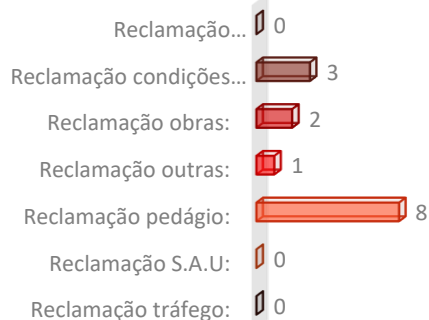 Reclamação... 0
Reclamação condições... 3
Reclamação obras: 2
Reclamação outras: 1
Reclamação pedágio: 8
Reclamação S.A.U: 0
Reclamação tráfego: 0